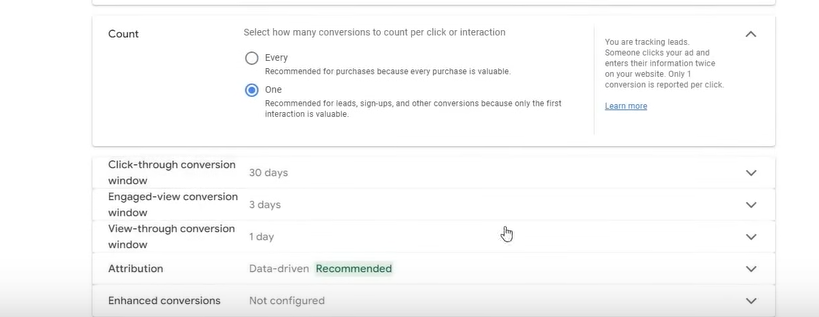 Count
Select how many conversions to count per click or interaction
Every
Recommended for purchases because every purchase is valuable.
One
Recommended for leads, sign-ups, and other conversions because only the first
interaction is valuable.
You are tracking leads.
Someone clicks your ad and
enters their information twice
on your website. Only 1
conversion is reported per click.
Learn more
Click-through conversion
window
30 days
Engaged-view conversion
window
3 days
View-through conversion
window
1 day
Attribution
Data-driven Recommended
Enhanced conversions
Not configured